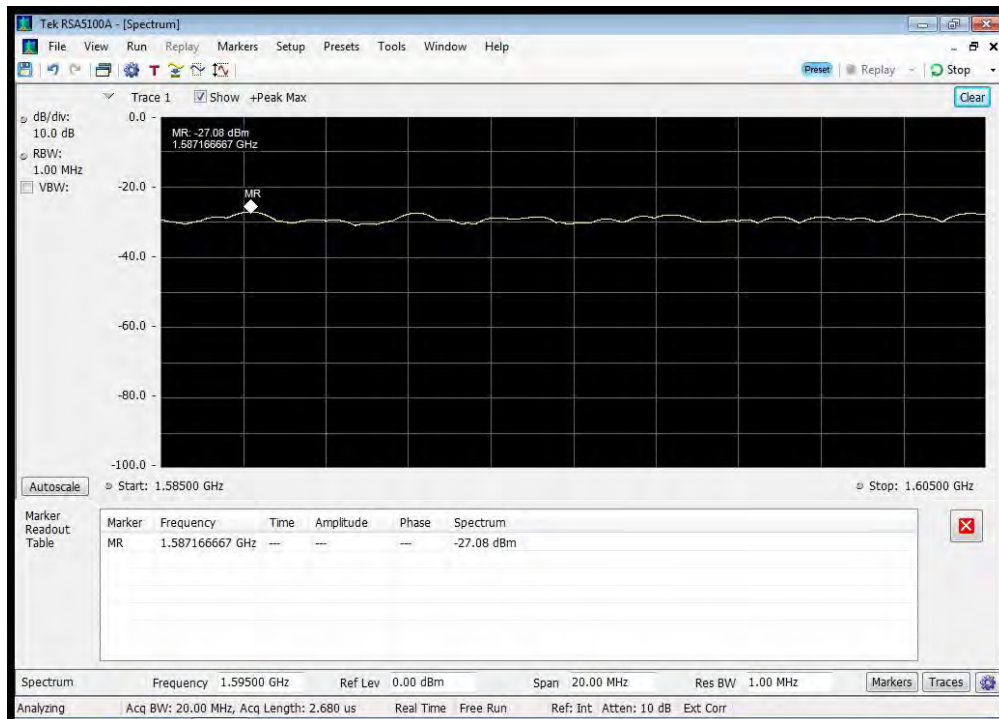 Tek RSA5100A - [Spectrum]
File View Run Replay Markers Setup Presets Tools Window Help
T Preset Replay Stop
Trace 1 Show +Peak Max Clear
dB/div:
10.0 dB
RBW:
1.00 MHz
VBW:
0.0
MR: -27.08 dBm
1.587166667 GHz
-20.0
MR
-40.0
-60.0
-80.0
-100.0
Autoscale Start: 1.58500 GHz Stop: 1.60500 GHz
Marker
Readout
Table
Marker Frequency Time Amplitude Phase Spectrum
MR 1.587166667 GHz --- --- --- -27.08 dBm
Spectrum Frequency 1.59500 GHz Ref Lev 0.00 dBm Span 20.00 MHz Res BW 1.00 MHz Markers Traces
Analyzing Acq BW: 20.00 MHz, Acq Length: 2.680 us Real Time Free Run Ref: Int Atten: 10 dB Ext Corr